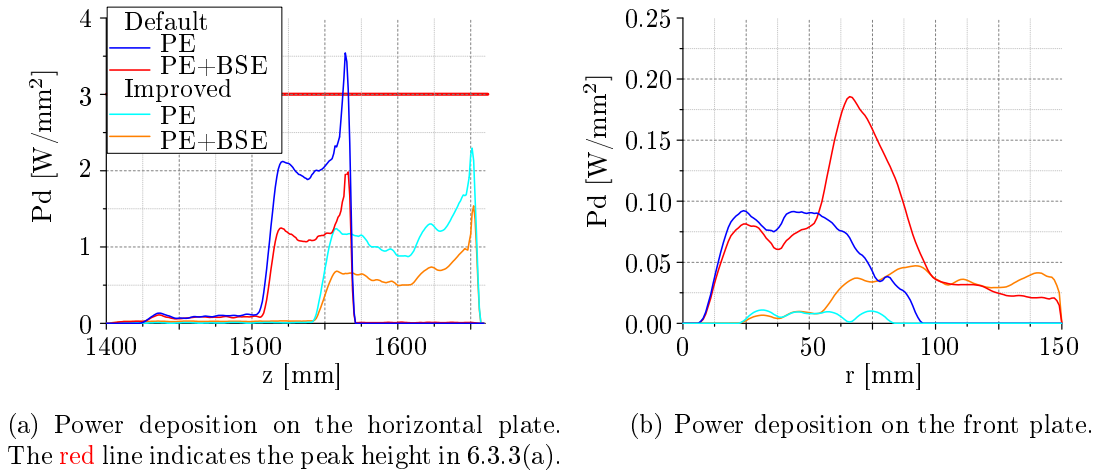 Default
PE
PE+BSE
Improved
PE
PE+BSE
4
3
2
1
0
Pd [W/mm²]
1400
1500
1600
z [mm]
0.25
0.20
0.15
0.10
0.05
0.00
Pd [W/mm²]
0
50
100
150
r [mm]
(a) Power deposition on the horizontal plate.
The red line indicates the peak height in 6.3.3(a).
(b) Power deposition on the front plate.